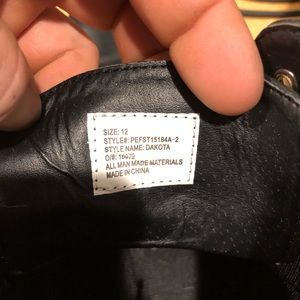 SIZE: 12
STYLE#: PEFST15184A-2
STYLE NAME: DAKOTA
O/#: 16029
ALL MAN MADE MATERIALS
MADE IN CHINA